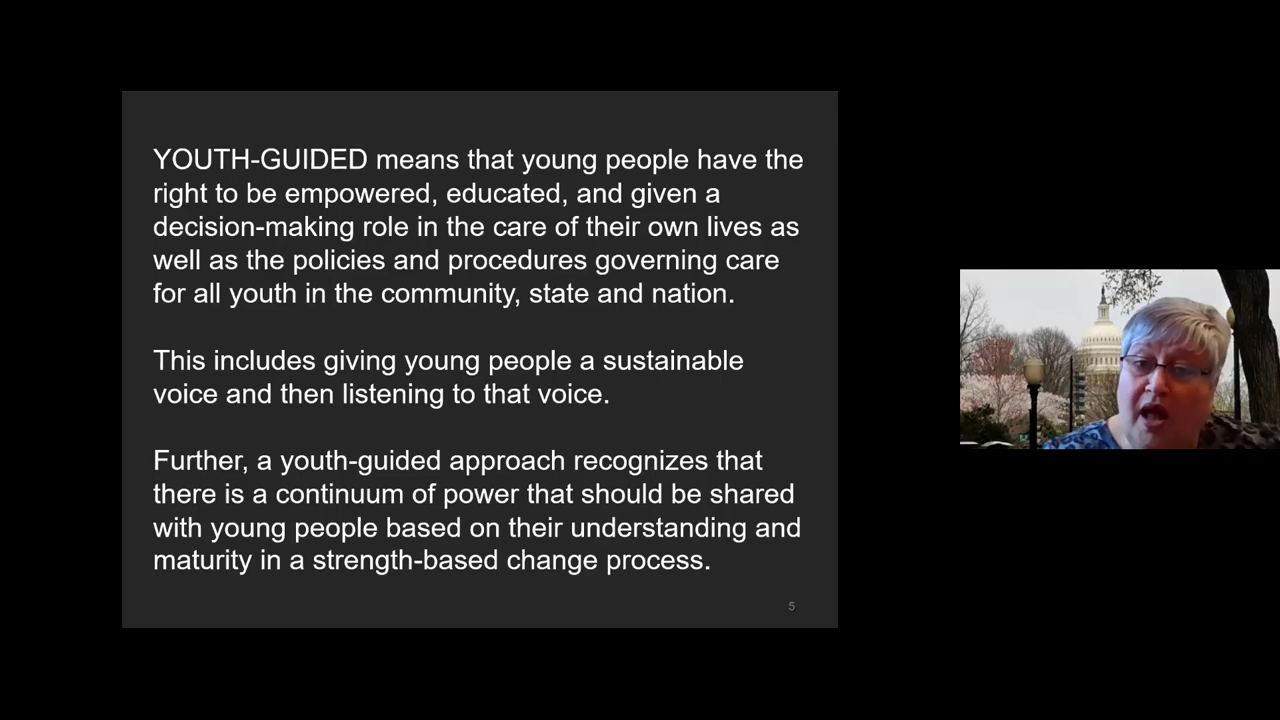 YOUTH-GUIDED means that young people have the
right to be empowered, educated, and given a
decision-making role in the care of their own lives as
well as the policies and procedures governing care
for all youth in the community, state and nation.
This includes giving young people a sustainable
voice and then listening to that voice.
Further, a youth-guided approach recognizes that
there is a continuum of power that should be shared
with young people based on their understanding and
maturity in a strength-based change process.
5